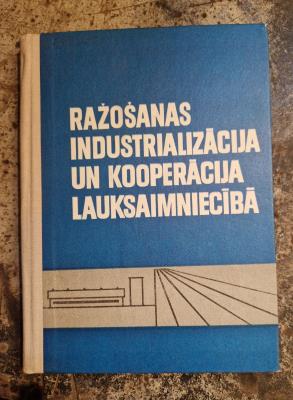 RAŽOŠANAS
INDUSTRIALIZĀCIJA
UN KOOPERĀCIJA
LAUKSAIMNIECĪBĀ